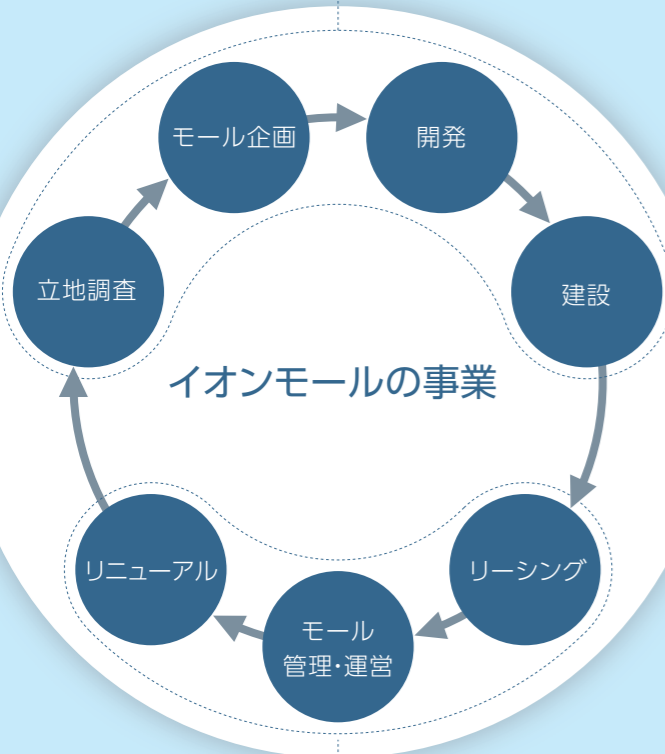 モール企画
開発
立地調査
建設
イオンモールの事業
リニューアル
リーシング
モール
管理・運営